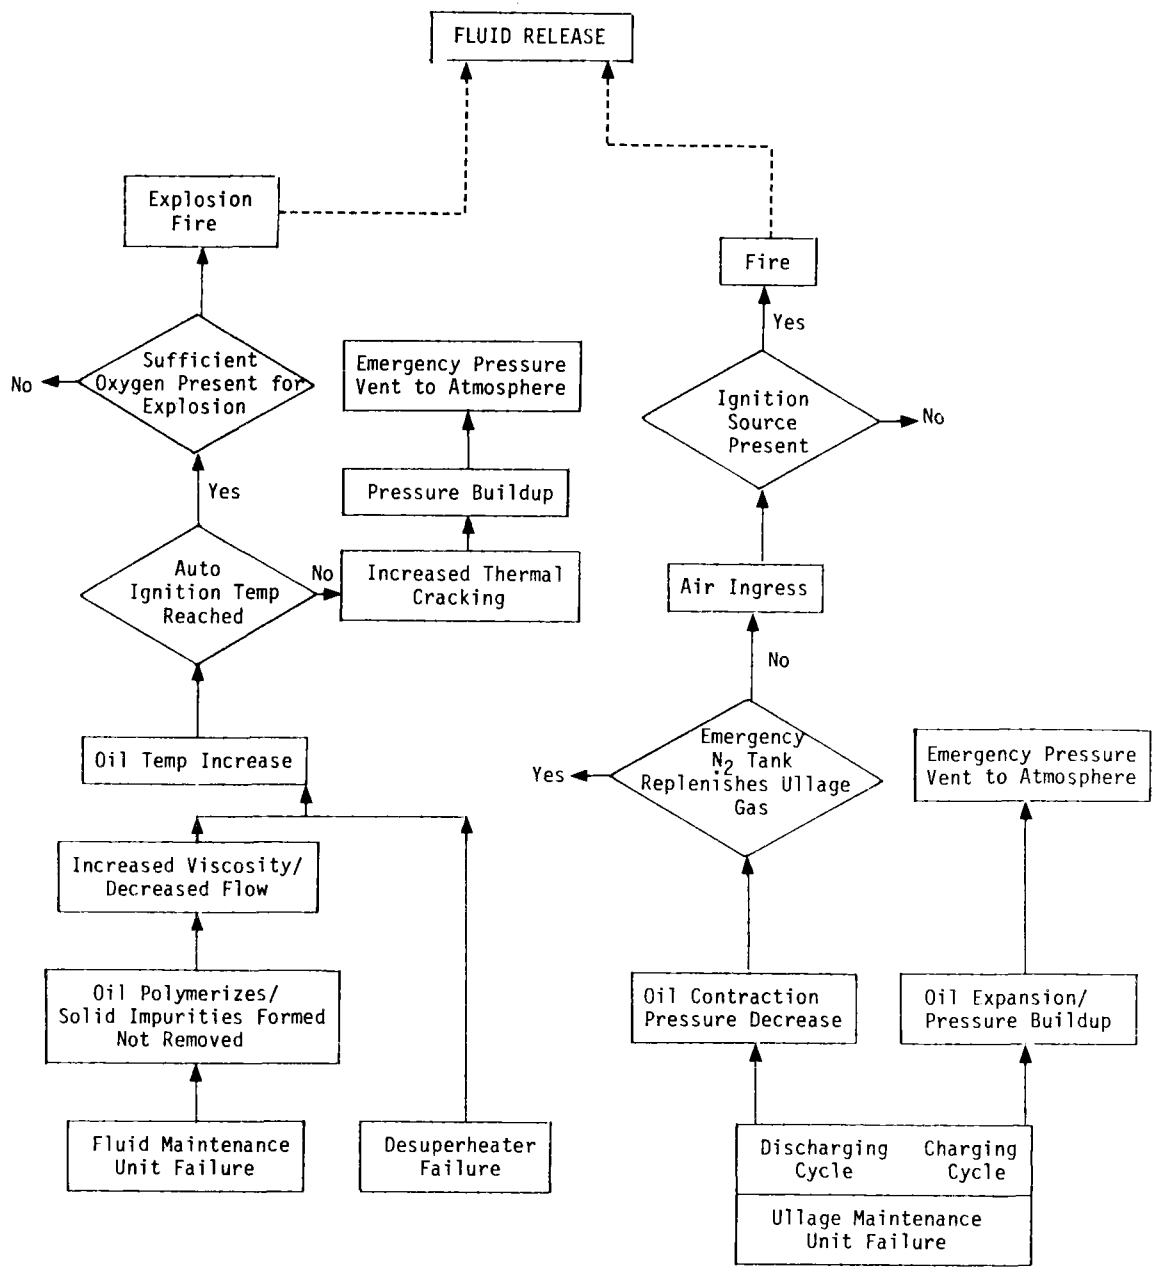 FLUID RELEASE
Explosion
Fire
Fire
Yes
Sufficient
Oxygen Present for
Explosion
No
Emergency Pressure
Vent to Atmosphere
Ignition
Source
Present
No
Yes
Pressure Buildup
Auto
Ignition Temp
Reached
No
Increased Thermal
Cracking
Air Ingress
No
Oil Temp Increase
Emergency
N2 Tank
Replenishes Ullage
Gas
Yes
Emergency Pressure
Vent to Atmosphere
Increased Viscosity/
Decreased Flow
Oil Polymerizes/
Solid Impurities Formed
Not Removed
Oil Contraction
Pressure Decrease
Oil Expansion/
Pressure Buildup
Fluid Maintenance
Unit Failure
Desuperheater
Failure
Discharging
Cycle
Charging
Cycle
Ullage Maintenance
Unit Failure